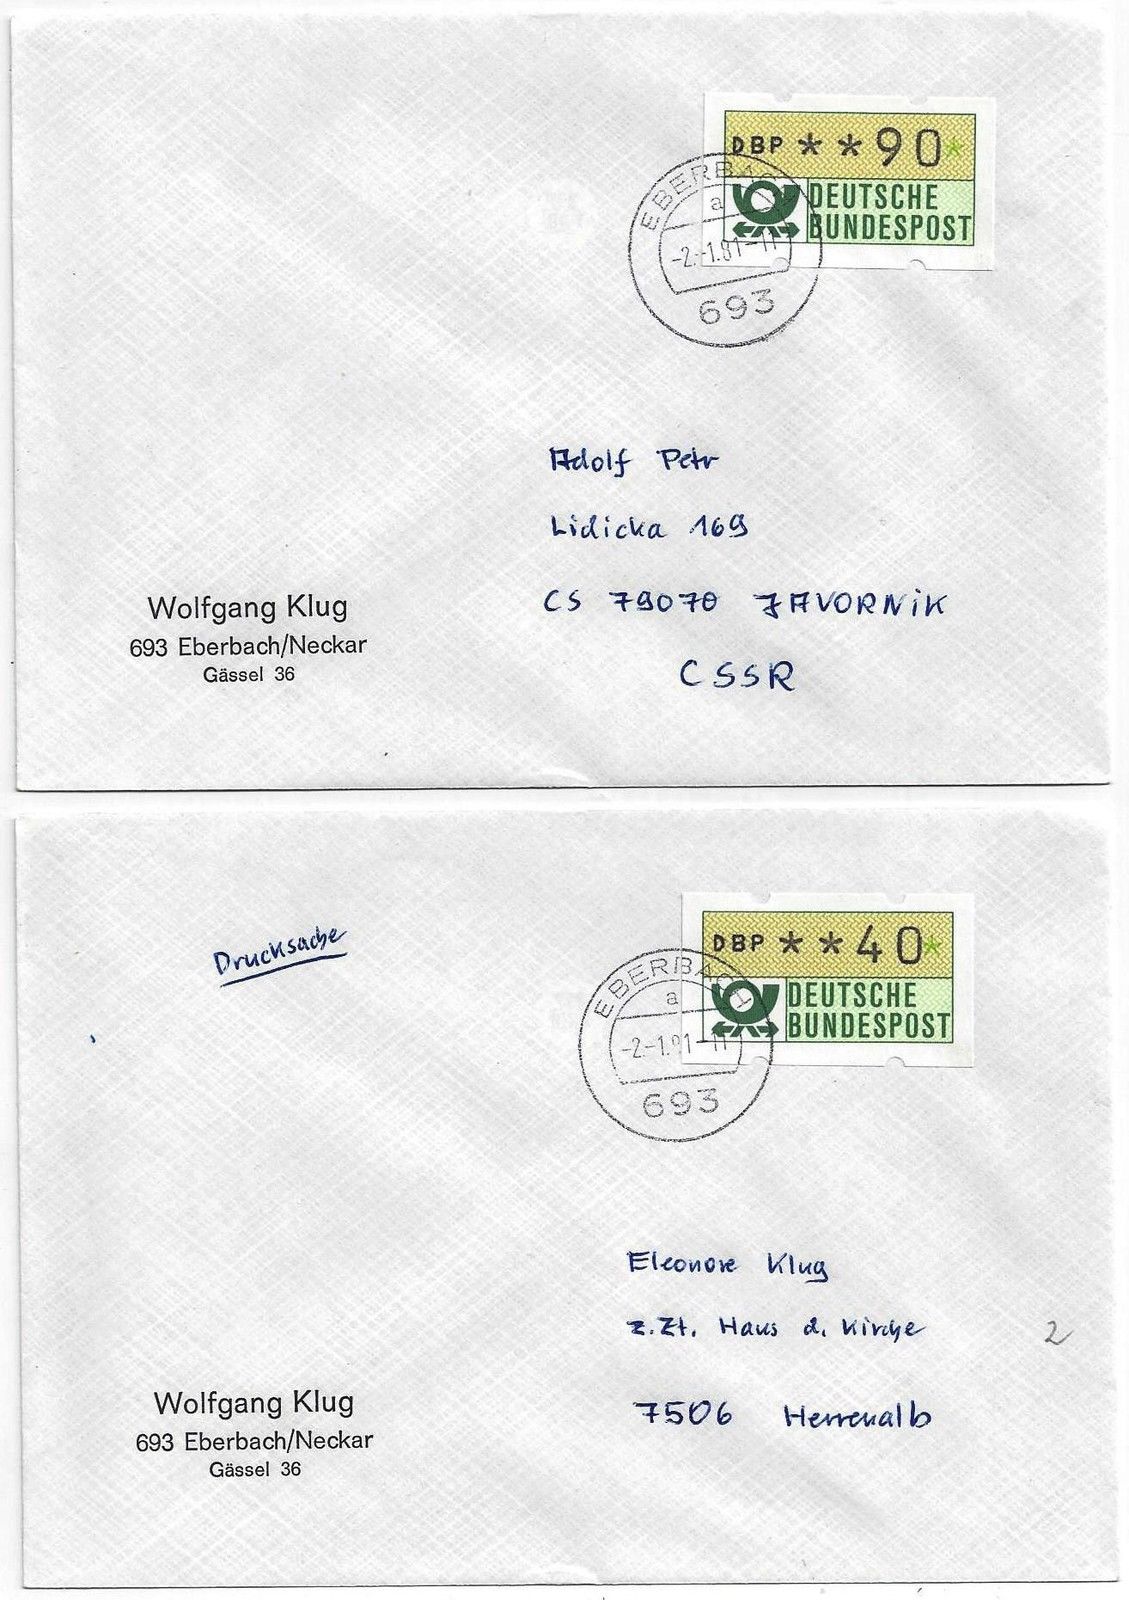 DBP **90*
DEUTSCHE
BUNDESPOST
EBERBACH
a
-2.-1.81-11
693
Adolf Petr
Lidicka 169
CS 79070 JAVORNIK
CSSR
Wolfgang Klug
693 Eberbach/Neckar
Gässel 36
Drucksache
DBP **40*
DEUTSCHE
BUNDESPOST
EBERBACH
a
-2.-1.81-11
693
Eleonore Klug
z.Zt. Haus d. Kirche
2
7506 Herrenalb
Wolfgang Klug
693 Eberbach/Neckar
Gässel 36